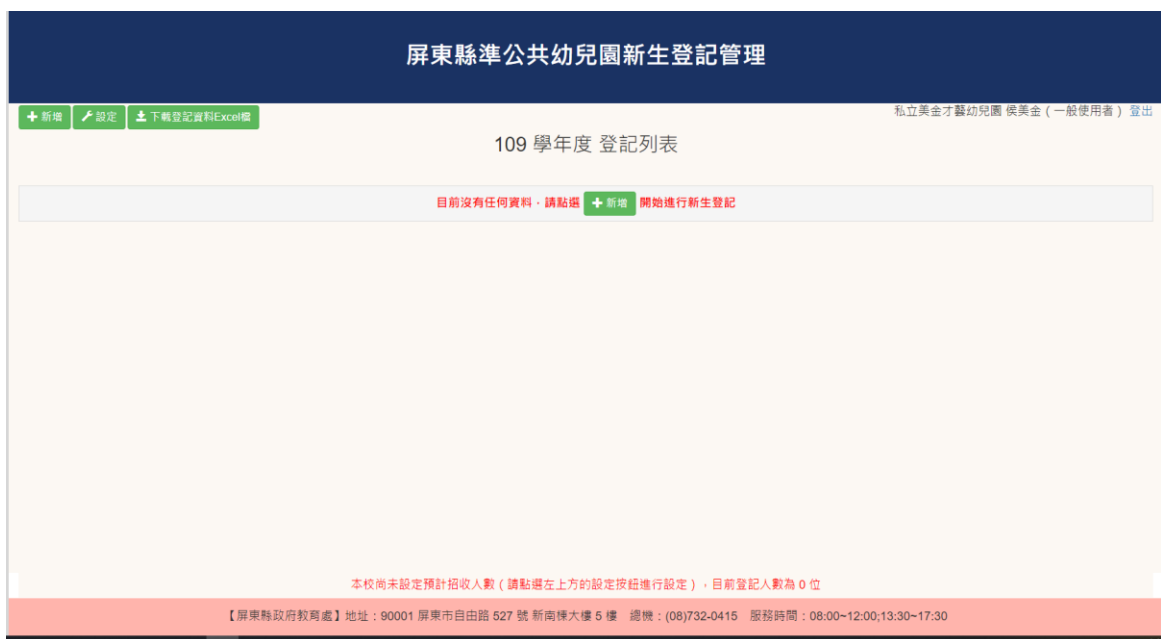 屏東縣準公共幼兒園新生登記管理
新增 設定 下載登記資料Excel檔
私立美金才藝幼兒園 侯美金 ( 一般使用者 ) 登出
109 學年度 登記列表
目前沒有任何資料，請點選 新增 開始進行新生登記
本校尚未設定預計招收人數 ( 請點選左上方的設定按鈕進行設定 ) ，目前登記人數為 0 位
【屏東縣政府教育處】地址：90001 屏東市自由路 527 號 新南棟大樓 5 樓 總機：(08)732-0415 服務時間：08:00~12:00;13:30~17:30